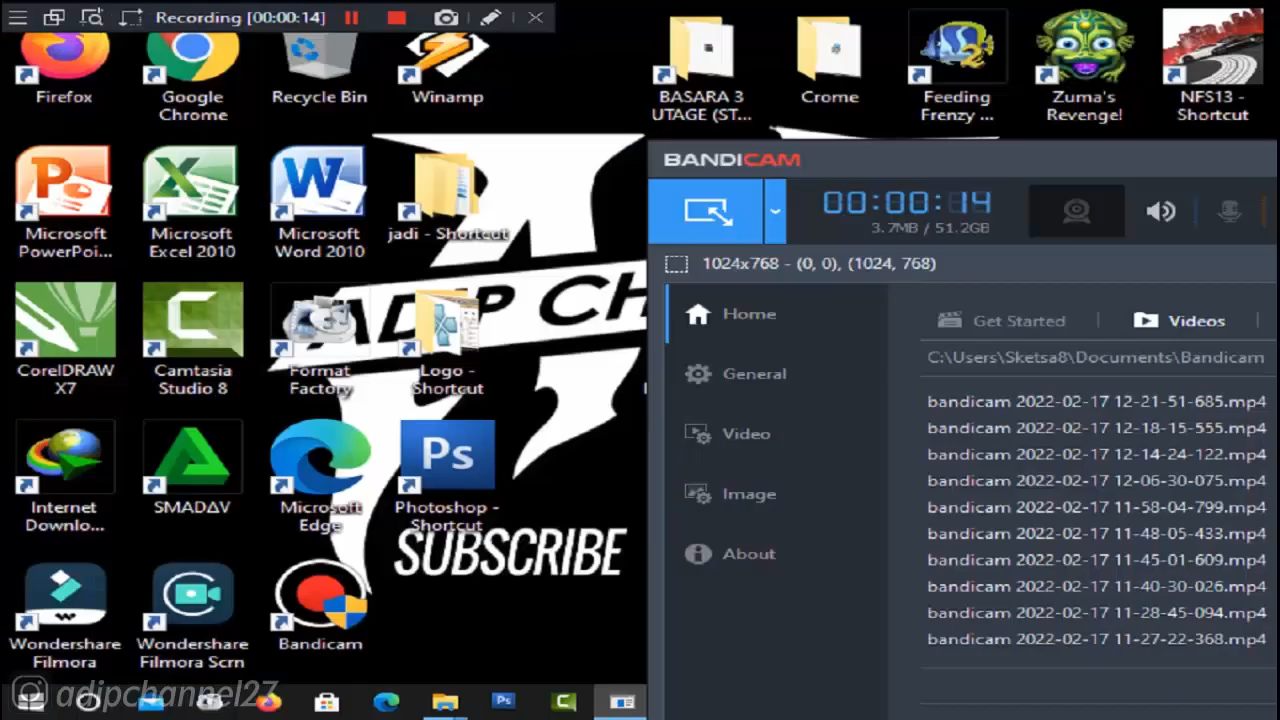 Recording [00:00:14]
Firefox
Google
Chrome
Recycle Bin
Winamp
BASARA 3
UTAGE (ST...
Crome
Feeding
Frenzy ...
Zuma's
Revenge!
NFS13 -
Shortcut
Microsoft
PowerPoi...
Microsoft
Excel 2010
Microsoft
Word 2010
jadi - Shortcut
ADIP CH
CorelDRAW
X7
Camtasia
Studio 8
Format
Factory
Logo -
Shortcut
Internet
Downlo...
SMADΔV
Microsoft
Edge
Ps
Photoshop -
Shortcut
SUBSCRIBE
Wondershare
Filmora
Wondershare
Filmora Scrn
Bandicam
adipchannel27
Ps
BANDICAM
00:00:14
3.7MB / 51.2GB
1024x768 - (0, 0), (1024, 768)
Home
General
Video
Image
About
Get Started
Videos
C:\Users\Sketsa8\Documents\Bandicam
bandicam 2022-02-17 12-21-51-685.mp4
bandicam 2022-02-17 12-18-15-555.mp4
bandicam 2022-02-17 12-14-24-122.mp4
bandicam 2022-02-17 12-06-30-075.mp4
bandicam 2022-02-17 11-58-04-799.mp4
bandicam 2022-02-17 11-48-05-433.mp4
bandicam 2022-02-17 11-45-01-609.mp4
bandicam 2022-02-17 11-40-30-026.mp4
bandicam 2022-02-17 11-28-45-094.mp4
bandicam 2022-02-17 11-27-22-368.mp4